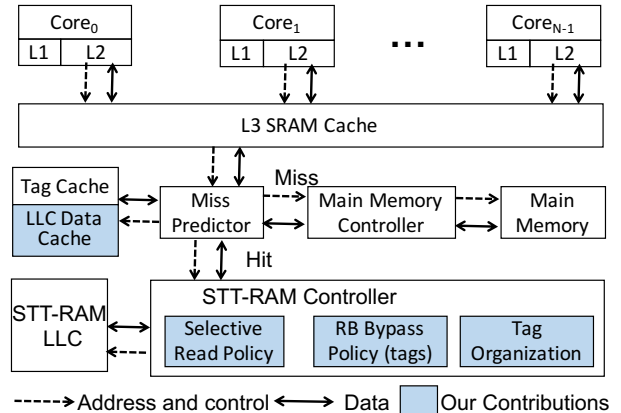 Core0 Core1 ... CoreN-1
L1 L2 L1 L2 L1 L2
L3 SRAM Cache
Miss
Tag Cache
LLC Data
Cache
Miss
Predictor
Main Memory
Controller
Main
Memory
Hit
STT-RAM
LLC
STT-RAM Controller
Selective
Read Policy
RB Bypass
Policy (tags)
Tag
Organization
Address and control Data Our Contributions